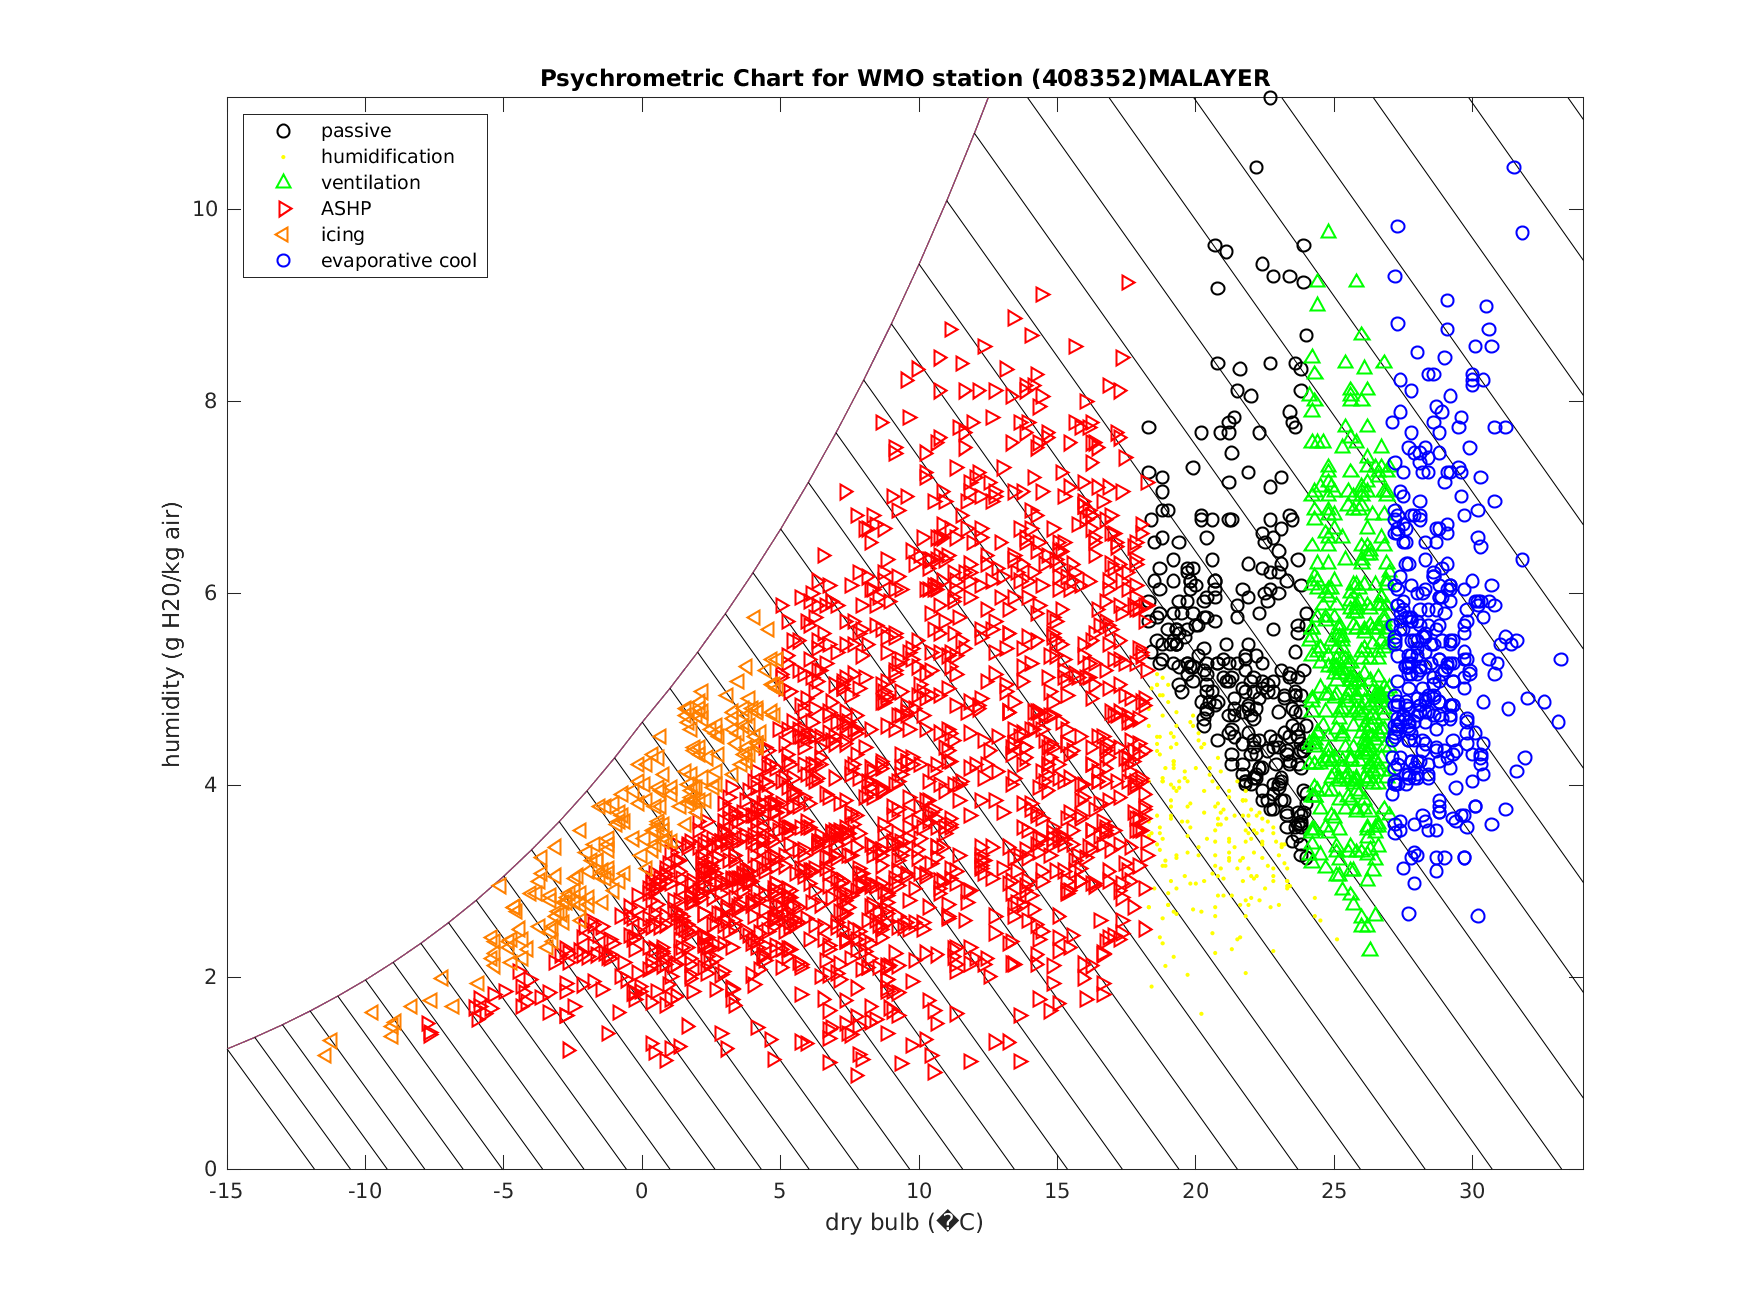 Psychrometric Chart for WMO station (408352)MALAYER
passive
humidification
ventilation
ASHP
icing
evaporative cool
humidity (g H20/kg air)
10
8
6
4
2
0
-15 -10 -5 0 5 10 15 20 25 30
dry bulb (�C)